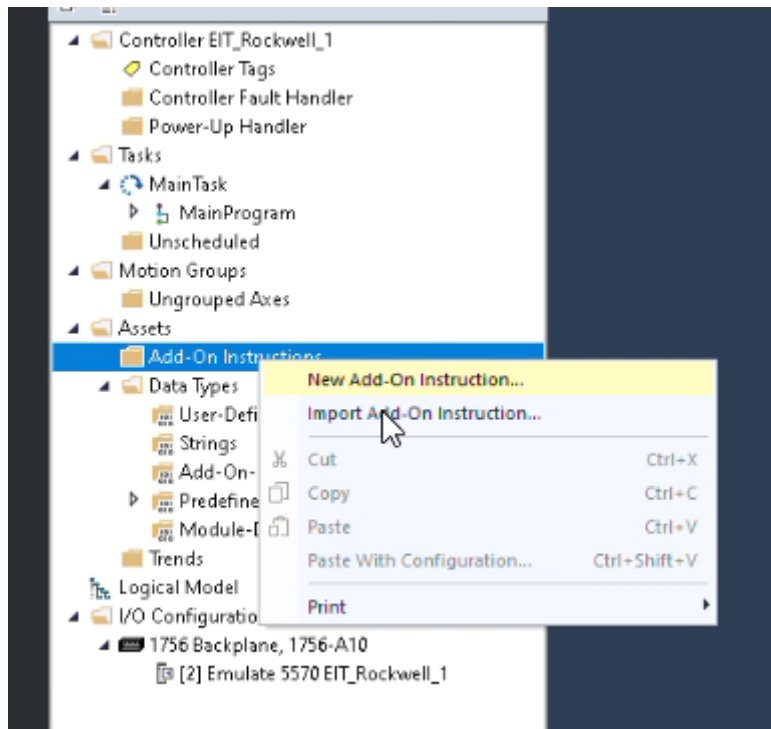 Controller EIT_Rockwell_1
Controller Tags
Controller Fault Handler
Power-Up Handler
Tasks
MainTask
MainProgram
Unscheduled
Motion Groups
Ungrouped Axes
Assets
Add-On Instructions
Data Types
User-Defi
Strings
Add-On-
Predefine
Module-D
Trends
Logical Model
I/O Configuratio
1756 Backplane, 1756-A10
[2] Emulate 5570 EIT_Rockwell_1
New Add-On Instruction...
Import Add-On Instruction...
Cut Ctrl+X
Copy Ctrl+C
Paste Ctrl+V
Paste With Configuration... Ctrl+Shift+V
Print